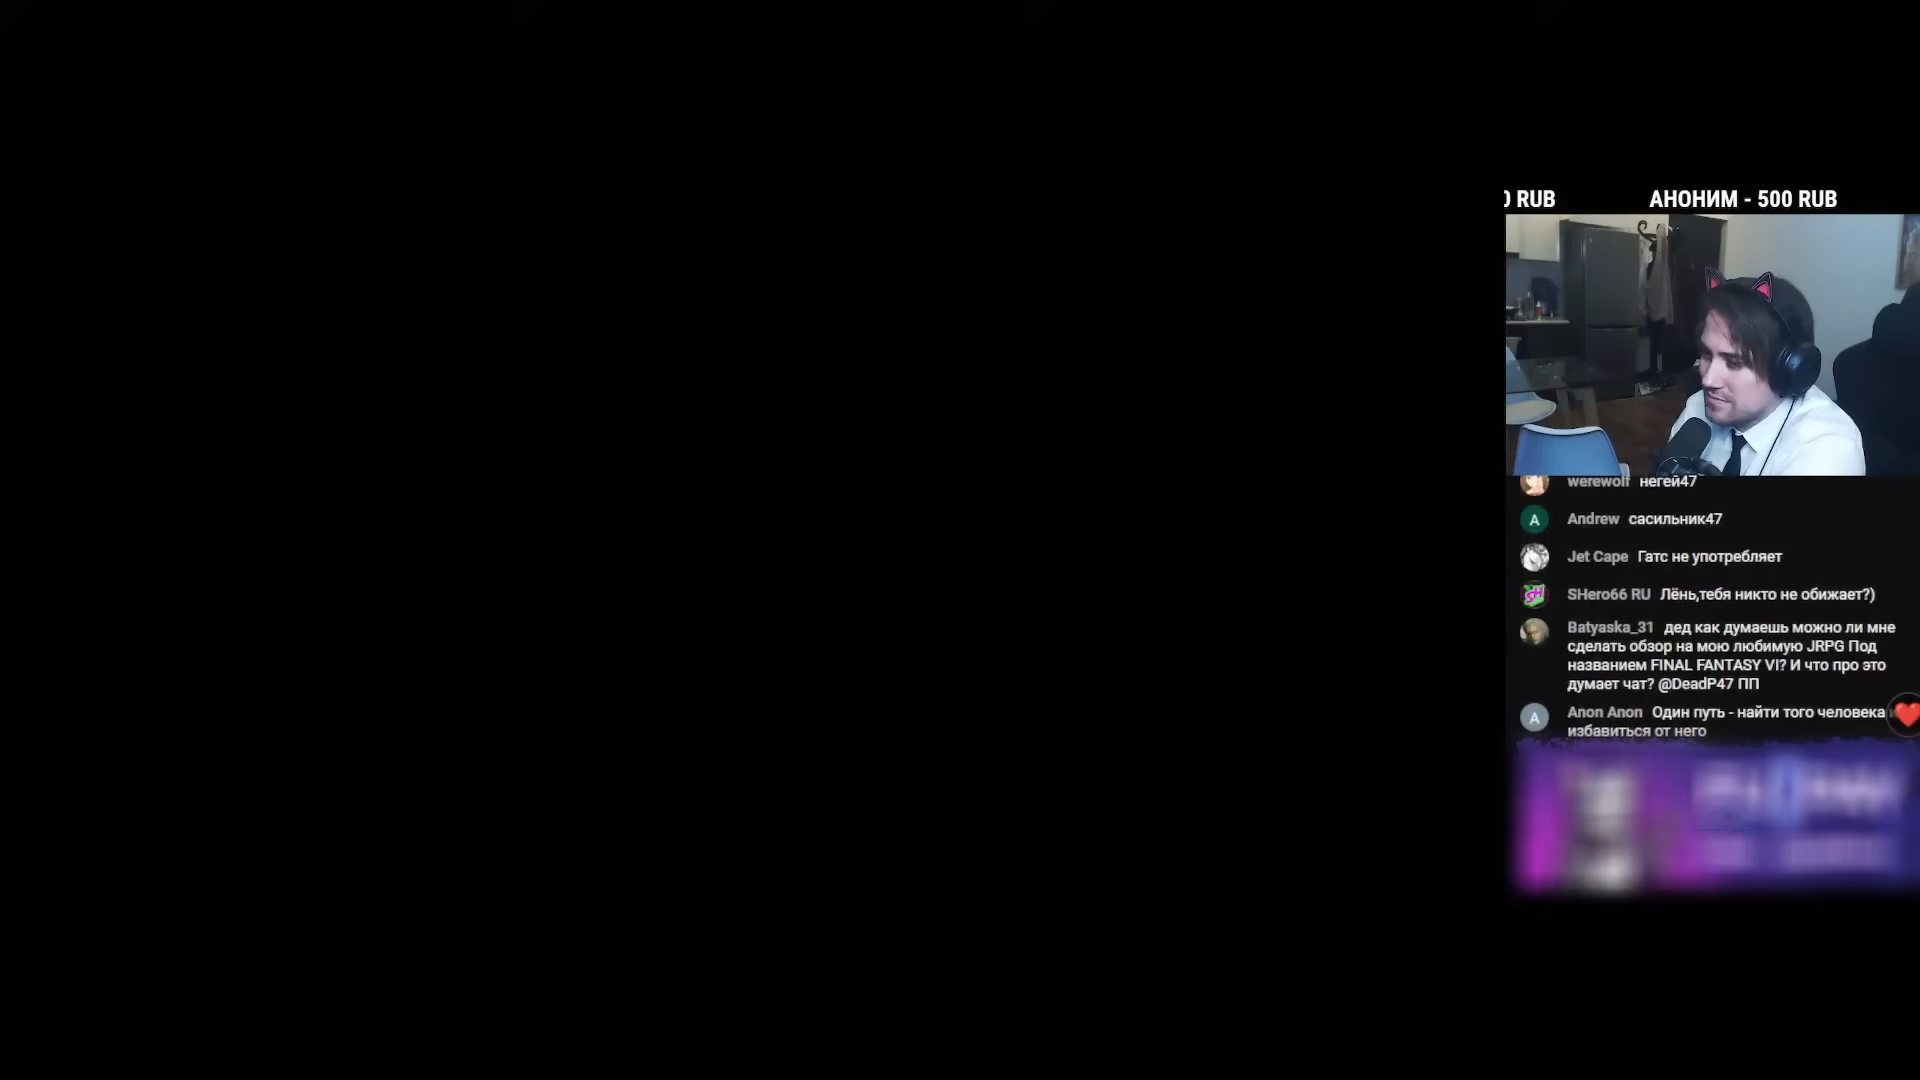 0 RUB АНОНИМ - 500 RUB
werewolf негей47
A Andrew сасильник47
Jet Cape Гатс не употребляет
SH SHero66 RU Лёнь,тебя никто не обижает?)
Batyaska_31 дед как думаешь можно ли мне
сделать обзор на мою любимую JRPG Под
названием FINAL FANTASY VI? И что про это
думает чат? @DeadP47 ПП
A Anon Anon Один путь - найти того человека
избавиться от него